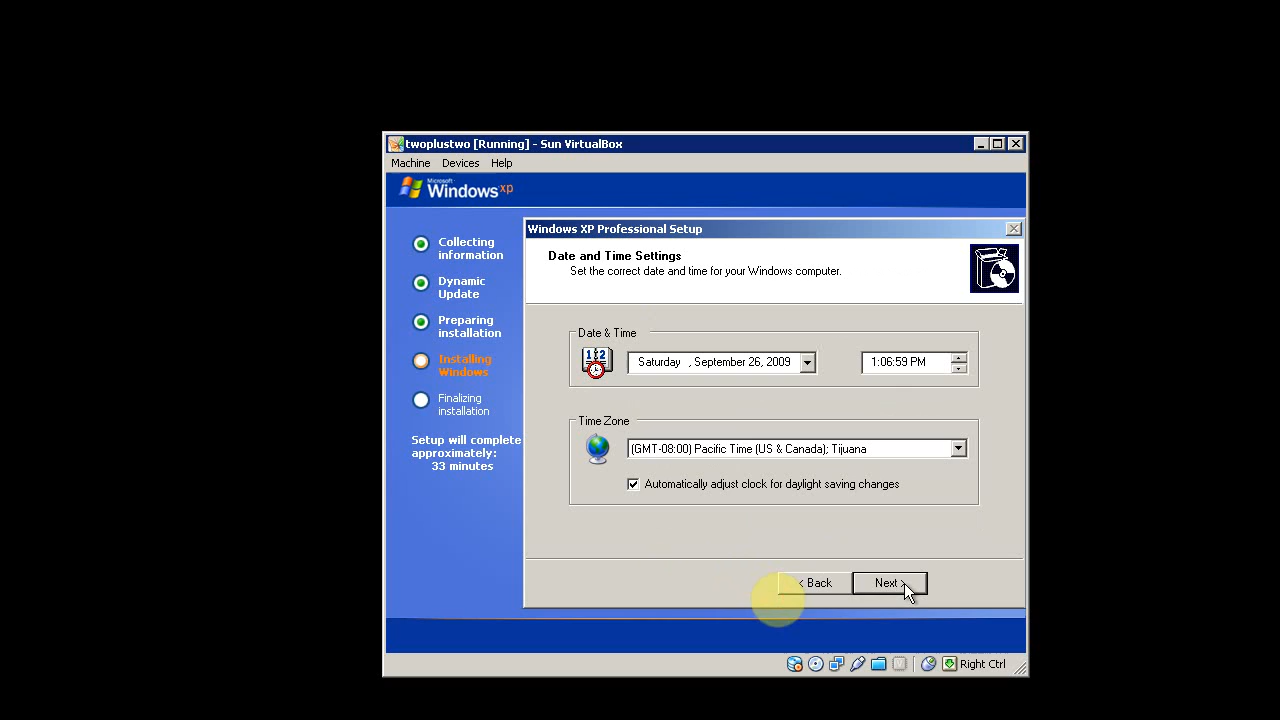 twoplustwo [Running] - Sun VirtualBox
Machine Devices Help
Microsoft
Windows xp
Collecting
information
Dynamic
Update
Preparing
installation
Installing
Windows
Finalizing
installation
Setup will complete
approximately:
33 minutes
Windows XP Professional Setup
Date and Time Settings
Set the correct date and time for your Windows computer.
Date & Time
12
Saturday , September 26, 2009
1:06:59 PM
Time Zone
(GMT-08:00) Pacific Time (US & Canada); Tijuana
Automatically adjust clock for daylight saving changes
< Back
Next >
Right Ctrl